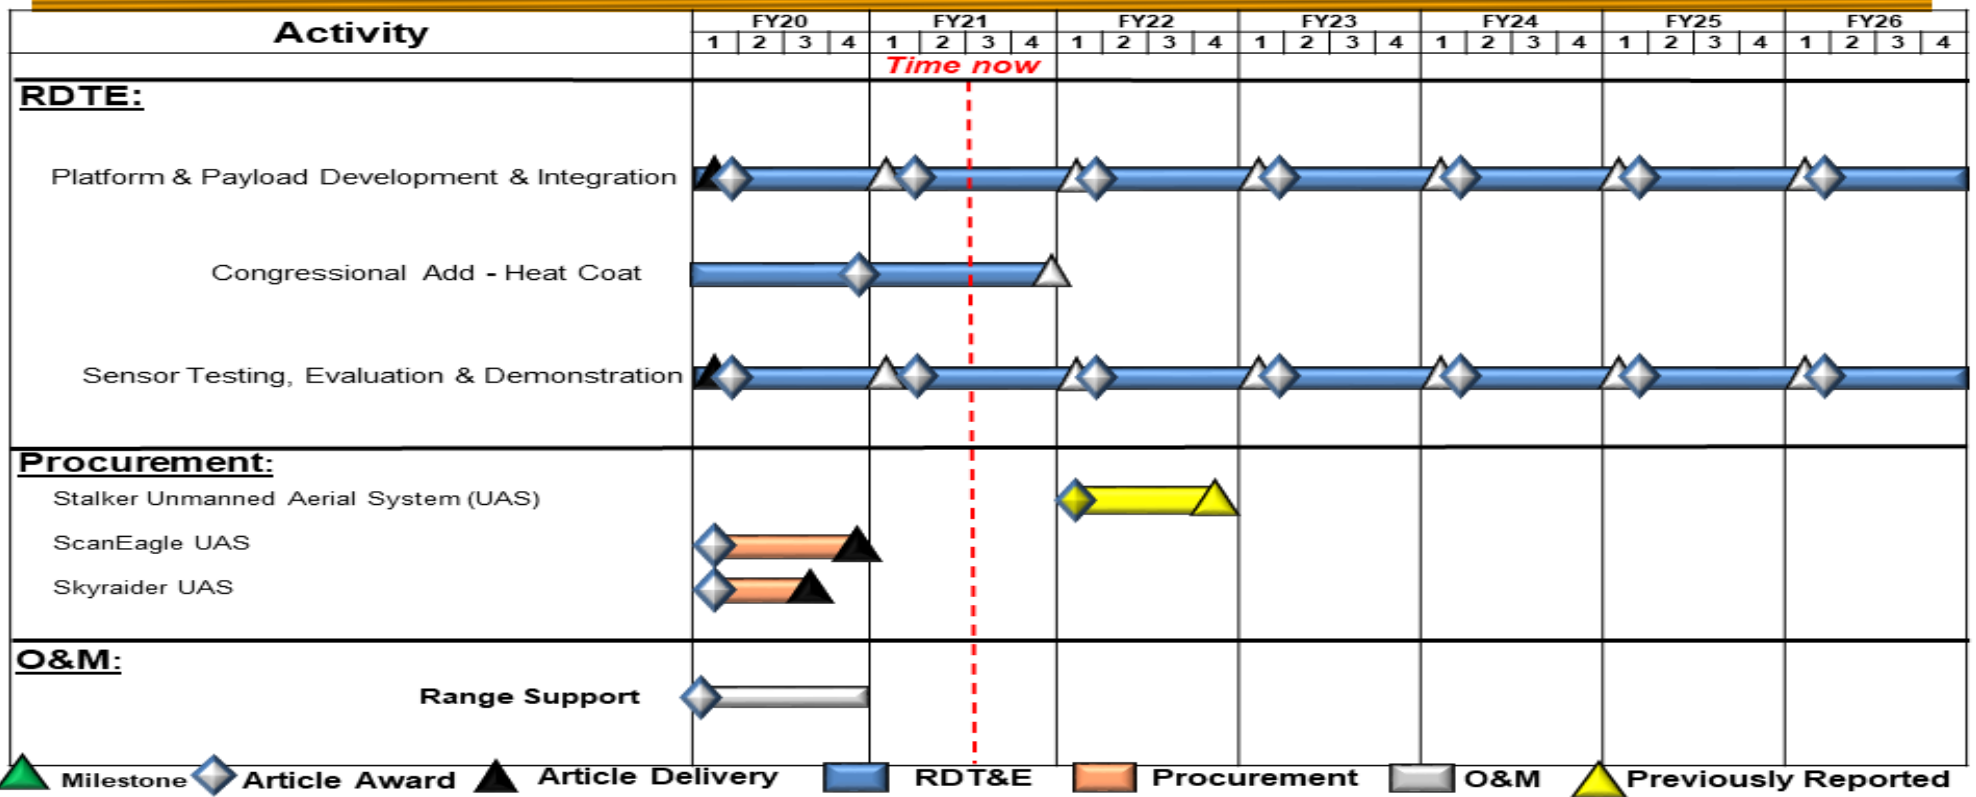 Activity FY20 FY21 FY22 FY23 FY24 FY25 FY26
1 2 3 4 1 2 3 4 1 2 3 4 1 2 3 4 1 2 3 4 1 2 3 4 1 2 3 4
Time now
RDTE:
Platform & Payload Development & Integration
Congressional Add - Heat Coat
Sensor Testing, Evaluation & Demonstration
Procurement:
Stalker Unmanned Aerial System (UAS)
ScanEagle UAS
Skyraider UAS
O&M:
Range Support
Milestone Article Award Article Delivery RDT&E Procurement O&M Previously Reported